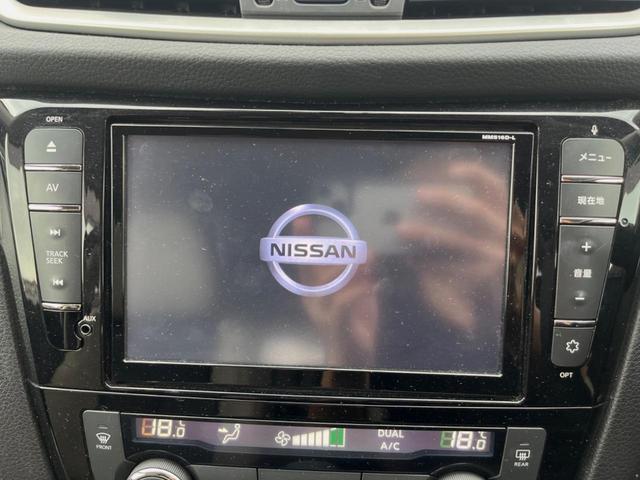 OPEN
MM516D-L
AV
メニュー
現在地
TRACK
SEEK
音量
NISSAN
AUX
OPT
FRONT
18.0°C
DUAL
A/C
18.0°C
REAR